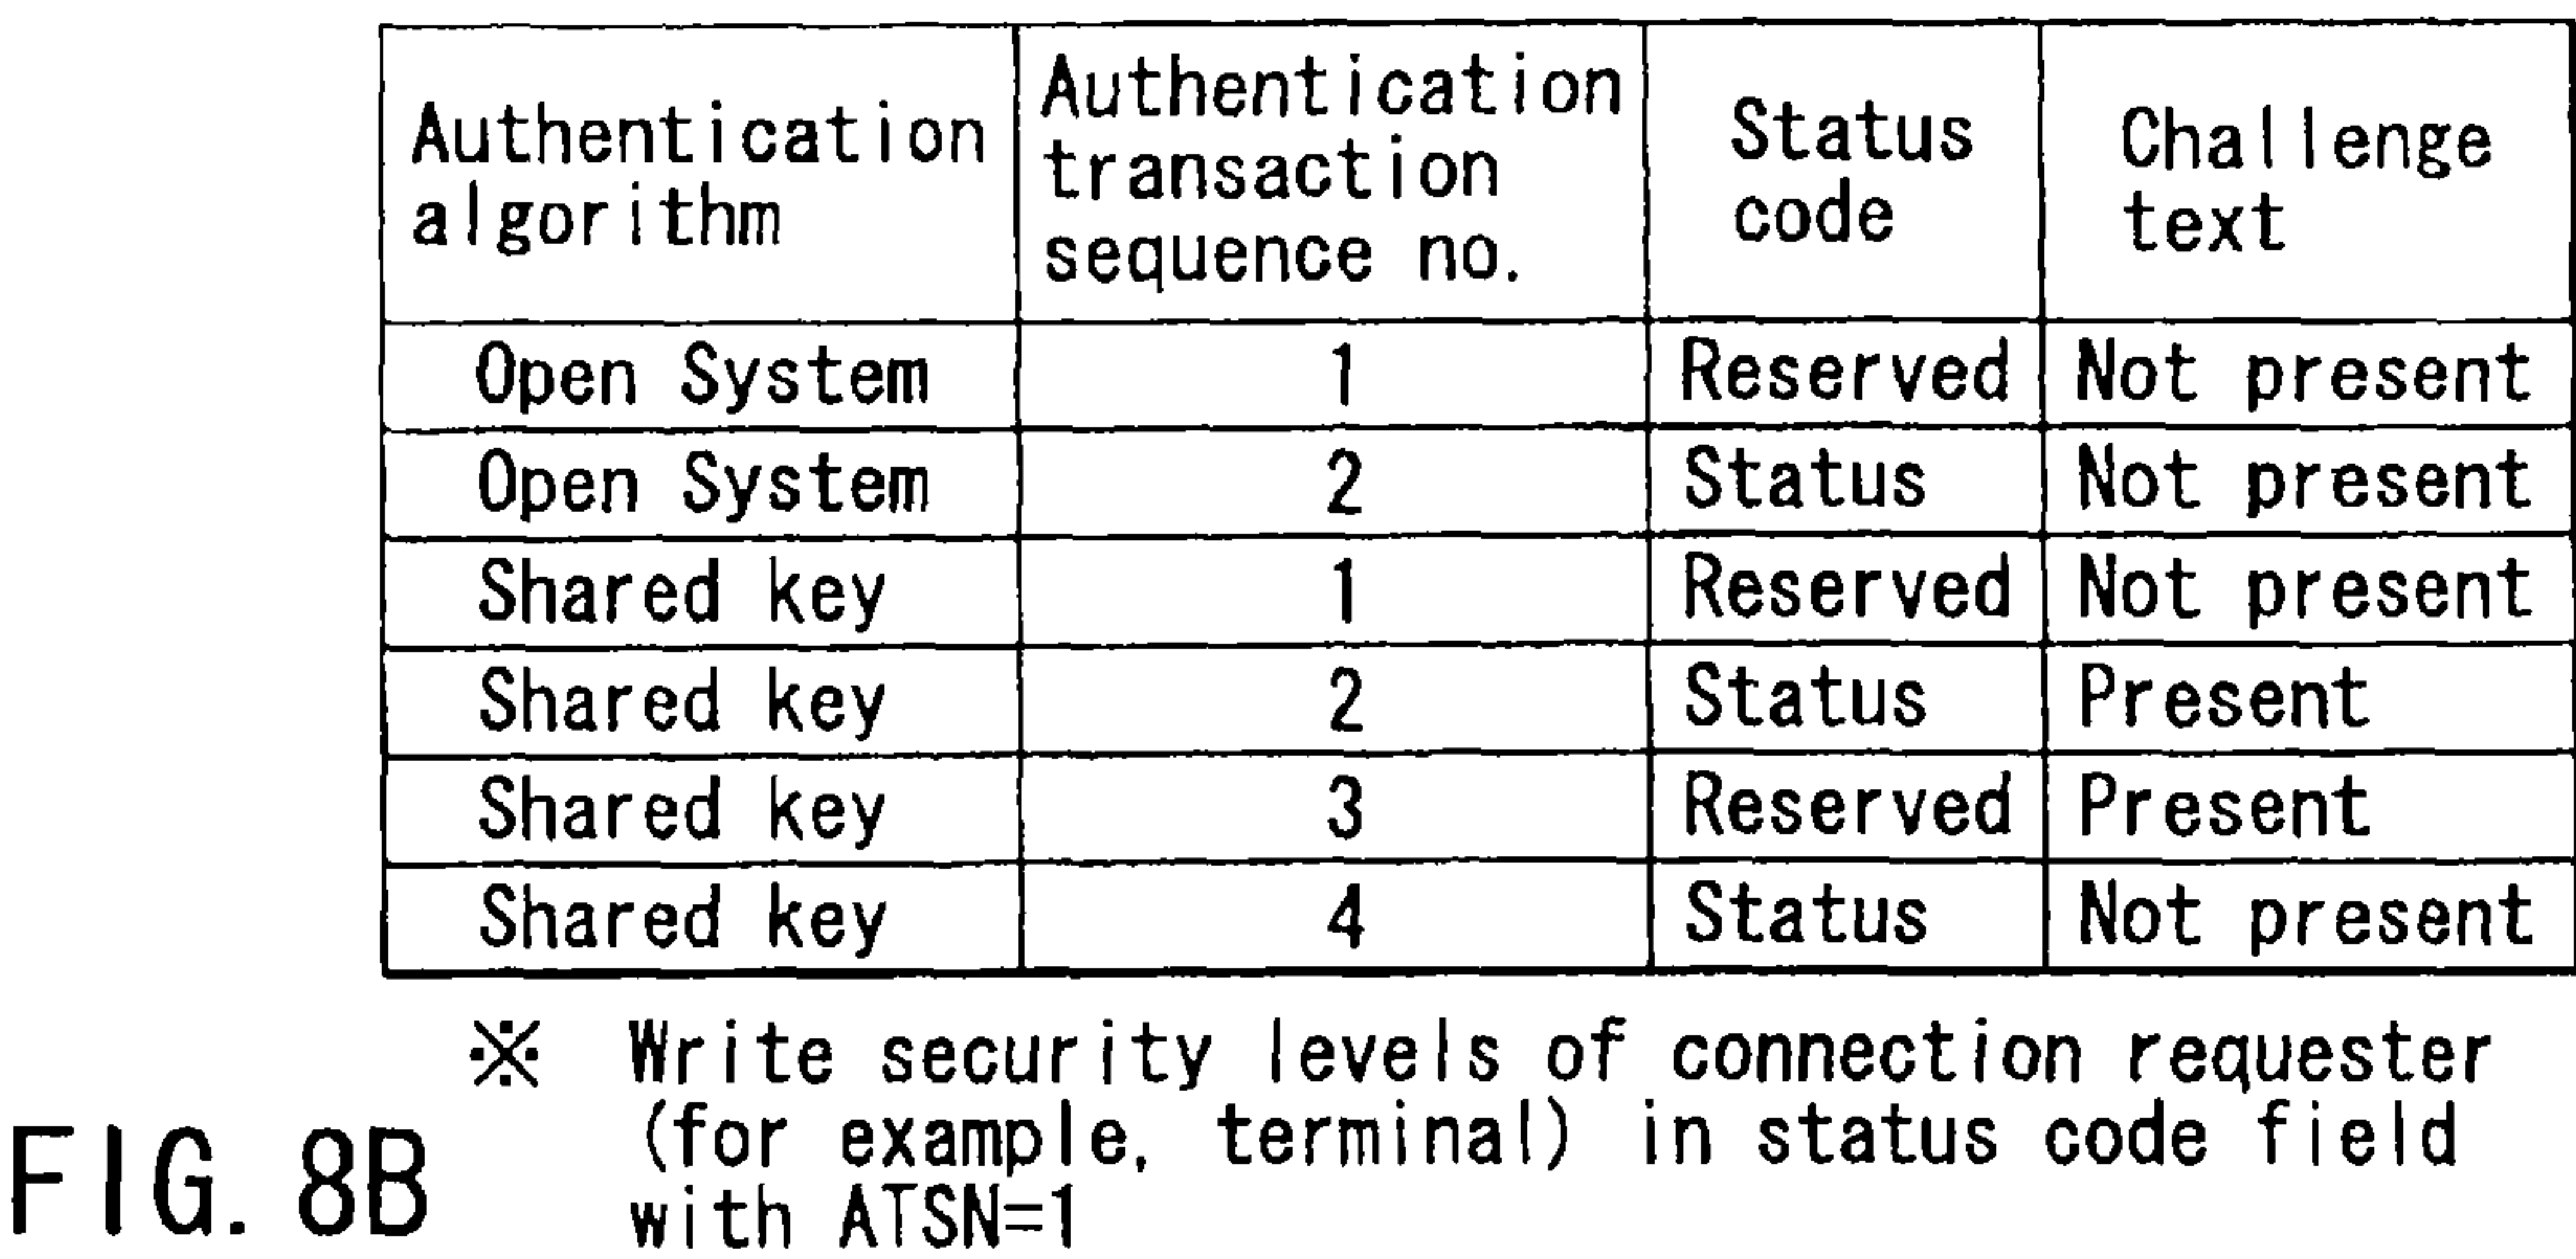 Authentication algorithm Authentication transaction sequence no. Status code Challenge text
Open System 1 Reserved Not present
Open System 2 Status Not present
Shared key 1 Reserved Not present
Shared key 2 Status Present
Shared key 3 Reserved Present
Shared key 4 Status Not present
※ Write security levels of connection requester
(for example, terminal) in status code field
with ATSN=1
FIG. 8B